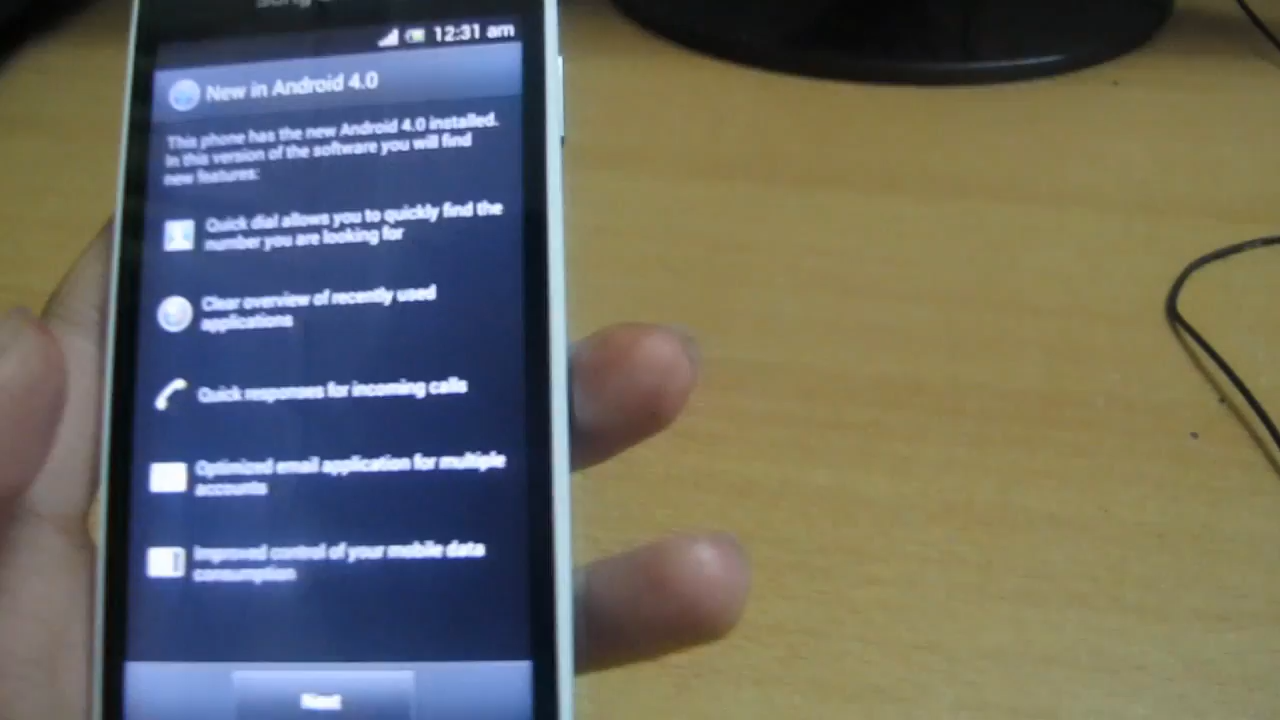 Sony
12:31 am
New in Android 4.0
This phone has the new Android 4.0 installed.
In this version of the software you will find
new features:
Quick dial allows you to quickly find the
number you are looking for
Clear overview of recently used
applications
Quick responses for incoming calls
Optimized email application for multiple
accounts
Improved control of your mobile data
consumption
Next